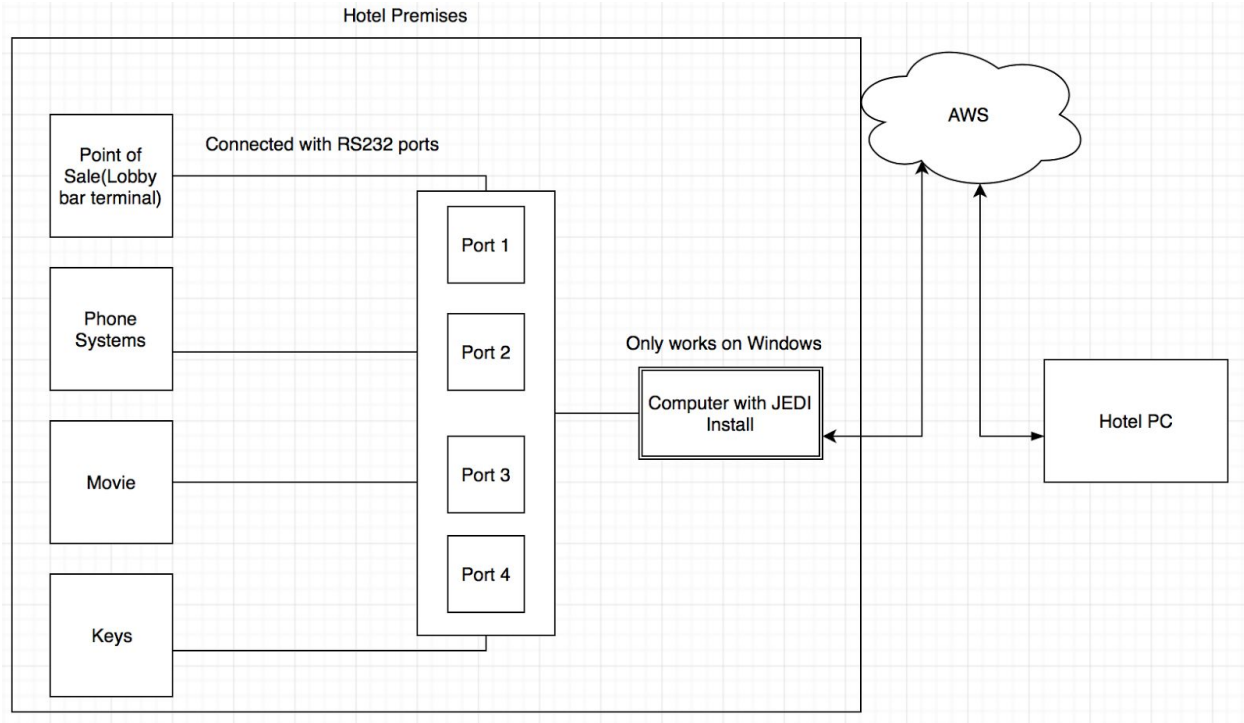 Hotel Premises
AWS
Point of
Sale(Lobby
bar terminal)
Connected with RS232 ports
Port 1
Phone
Systems
Port 2
Only works on Windows
Computer with JEDI
Install
Hotel PC
Movie
Port 3
Port 4
Keys